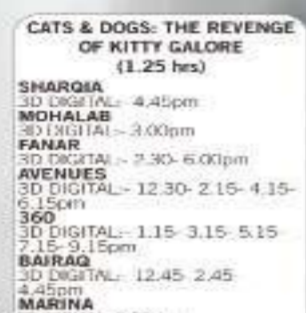 CATS & DOGS: THE REVENGE
OF KITTY GALORE
(1.25 hrs)
SHARQIA
3D DIGITAL:- 4.45pm
MOHALAB
3D DIGITAL:- 3.00pm
FANAR
3D DIGITAL:- 2.30- 6.00pm
AVENUES
3D DIGITAL:- 12.30- 2.15- 4.15-
6.15pm
360
3D DIGITAL:- 1.15- 3.15- 5.15-
7.15- 9.15pm
BAIRAQ
3D DIGITAL:- 12.45- 2.45-
4.45pm
MARINA